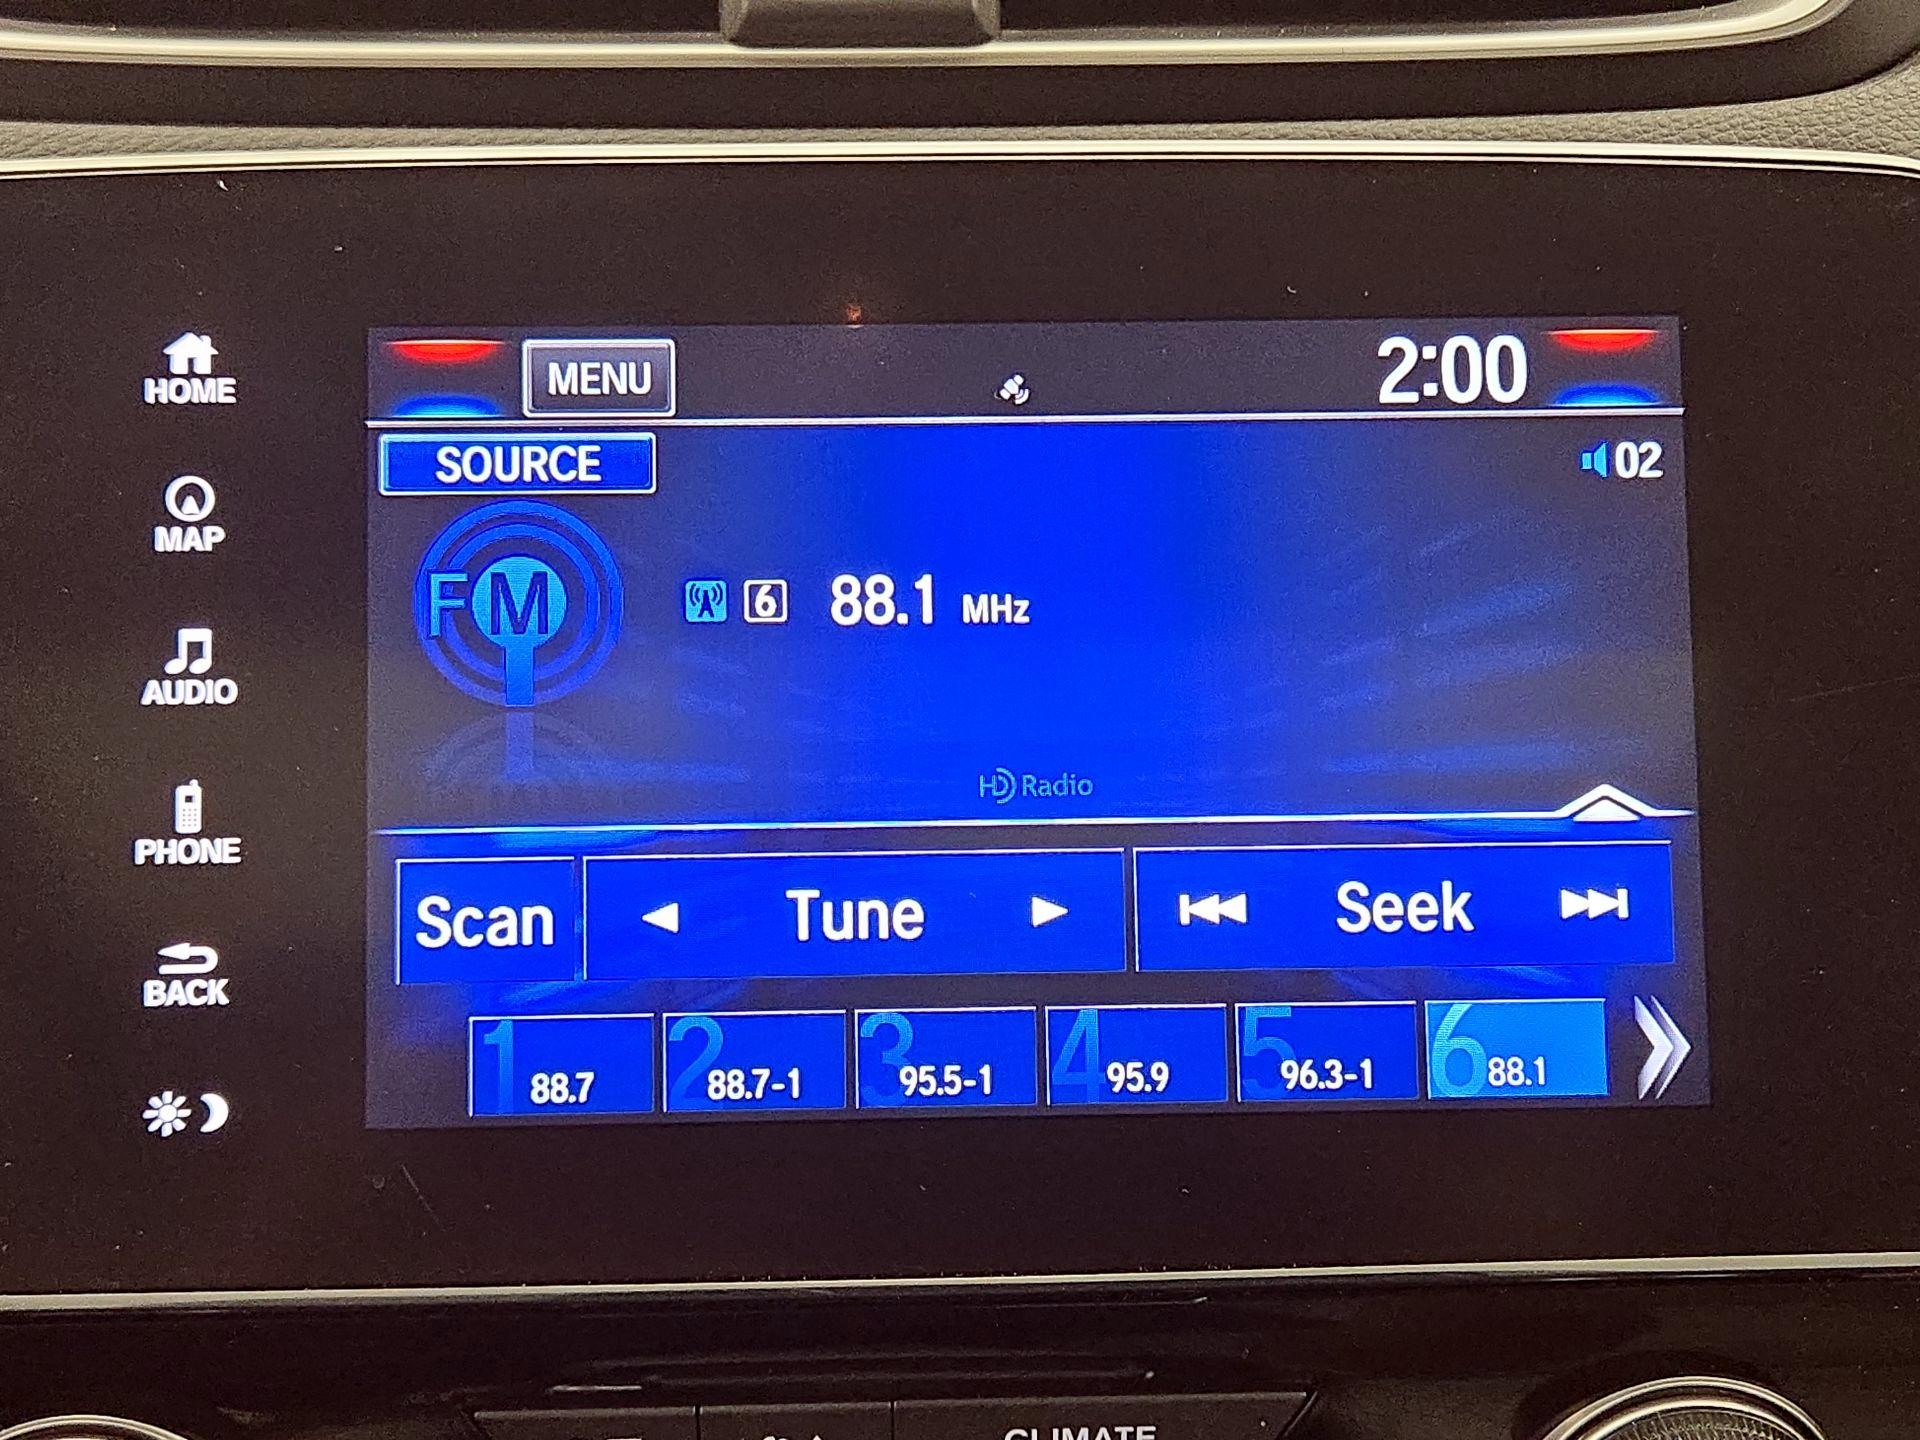 HOME
MAP
AUDIO
PHONE
BACK
MENU
2:00
SOURCE
02
FM
6 88.1 MHz
HD Radio
Scan
Tune
Seek
1 88.7
2 88.7-1
3 95.5-1
4 95.9
5 96.3-1
6 88.1
CLIMATE